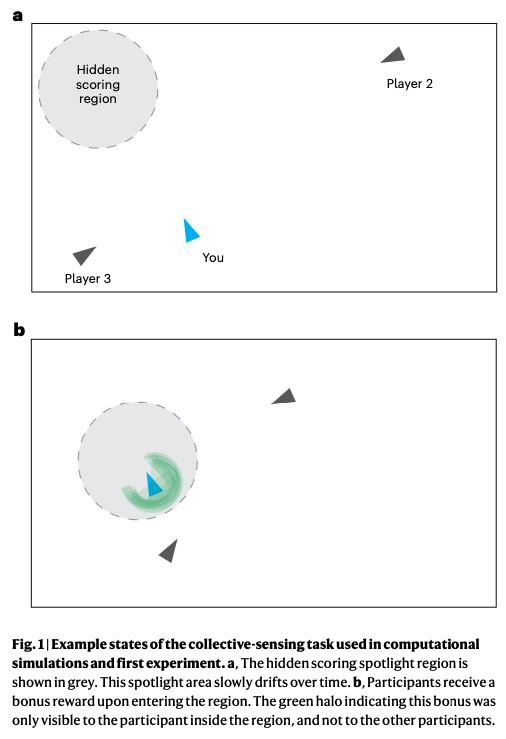 a
Hidden
scoring
region
Player 2
You
Player 3
b
Fig. 1 | Example states of the collective-sensing task used in computational
simulations and first experiment. a, The hidden scoring spotlight region is
shown in grey. This spotlight area slowly drifts over time. b, Participants receive a
bonus reward upon entering the region. The green halo indicating this bonus was
only visible to the participant inside the region, and not to the other participants.